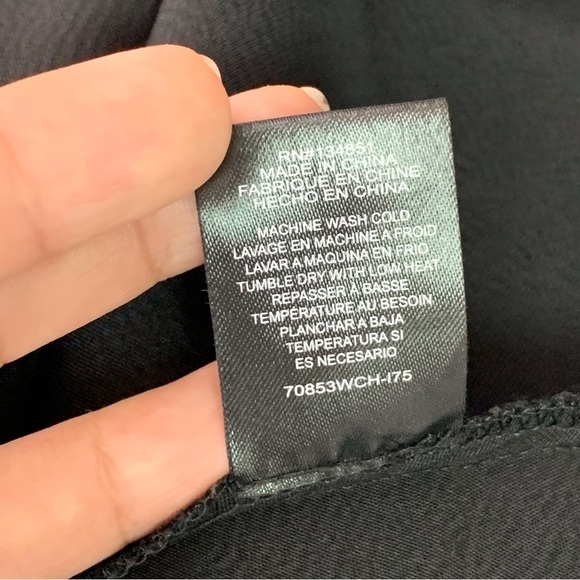 RN#134851
MADE IN CHINA
FABRIQUE EN CHINE
HECHO EN CHINA
MACHINE WASH COLD
LAVAGE EN MACHINE A FROID
LAVAR A MAQUINA EN FRIO
TUMBLE DRY WITH LOW HEAT
REPASSER A BASSE
TEMPERATURE AU BESOIN
PLANCHAR A BAJA
TEMPERATURA SI
ES NECESARIO
70853WCH-I75